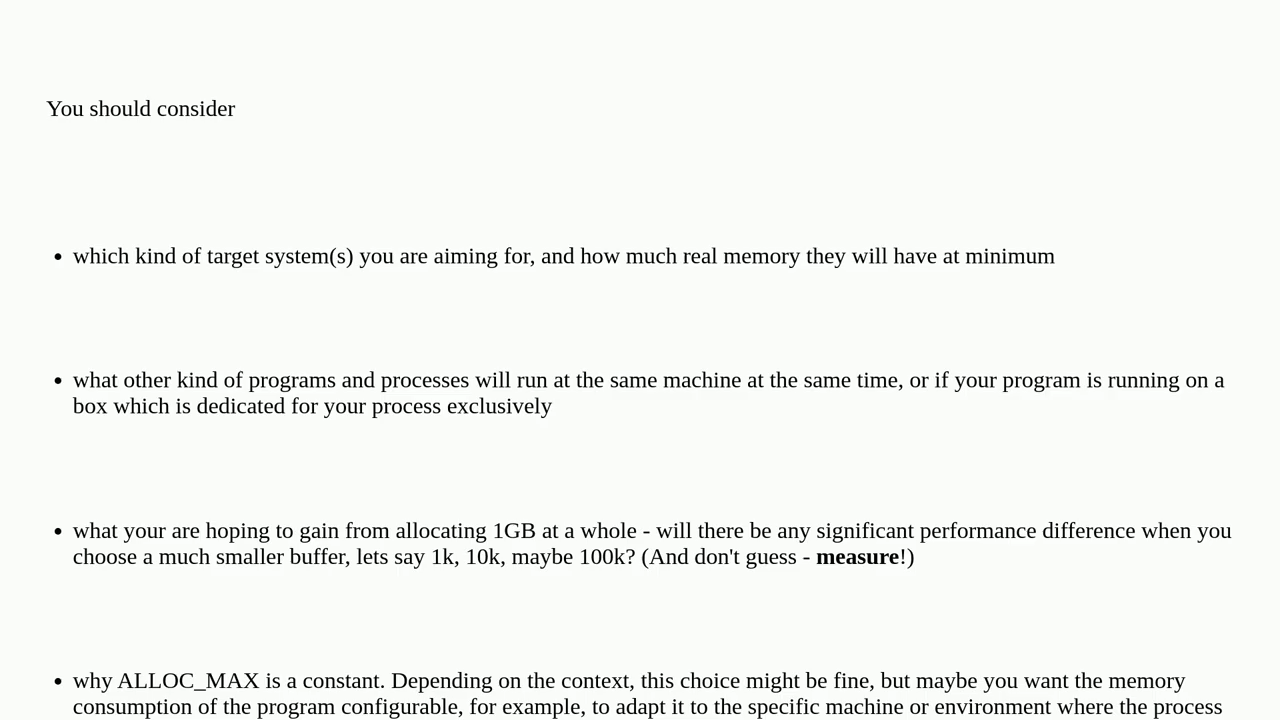 You should consider
• which kind of target system(s) you are aiming for, and how much real memory they will have at minimum
• what other kind of programs and processes will run at the same machine at the same time, or if your program is running on a
box which is dedicated for your process exclusively
• what your are hoping to gain from allocating 1GB at a whole - will there be any significant performance difference when you
choose a much smaller buffer, lets say 1k, 10k, maybe 100k? (And don't guess - measure!)
• why ALLOC_MAX is a constant. Depending on the context, this choice might be fine, but maybe you want the memory
consumption of the program configurable, for example, to adapt it to the specific machine or environment where the process